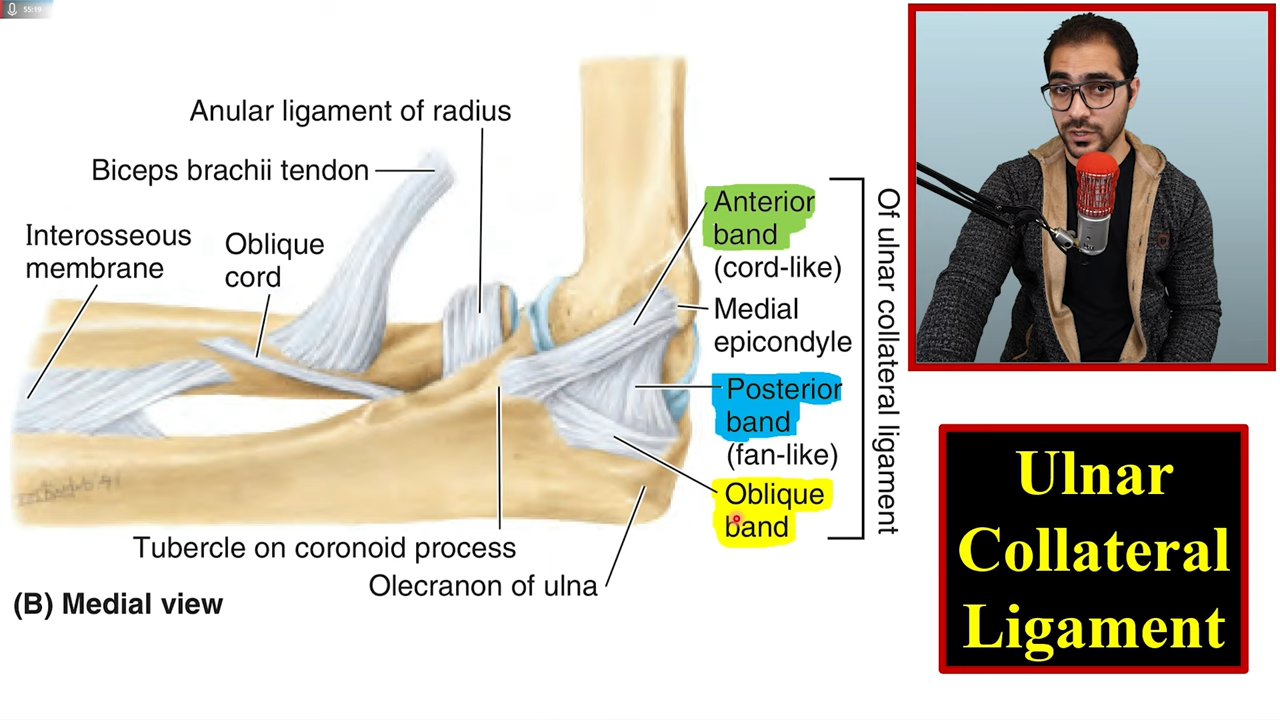 55:19
Anular ligament of radius
Biceps brachii tendon
Interosseous
membrane
Oblique
cord
Anterior
band
(cord-like)
Medial
epicondyle
Posterior
band
(fan-like)
Oblique
band
Of ulnar collateral ligament
Tubercle on coronoid process
Olecranon of ulna
(B) Medial view
Ulnar
Collateral
Ligament